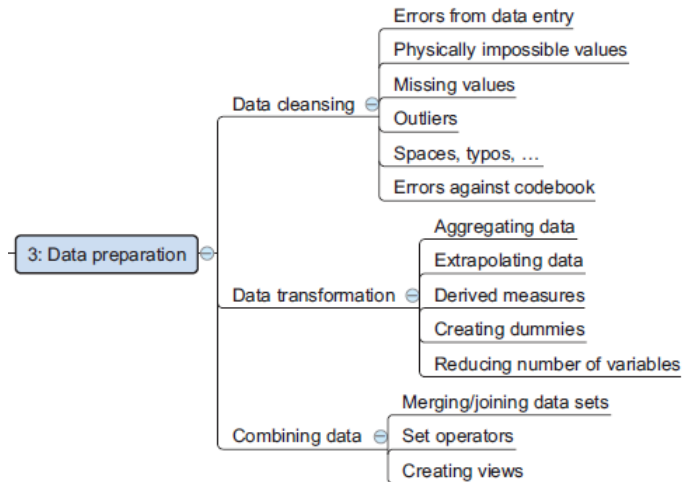 3: Data preparation
Data cleansing
Errors from data entry
Physically impossible values
Missing values
Outliers
Spaces, typos, ...
Errors against codebook
Data transformation
Aggregating data
Extrapolating data
Derived measures
Creating dummies
Reducing number of variables
Combining data
Merging/joining data sets
Set operators
Creating views